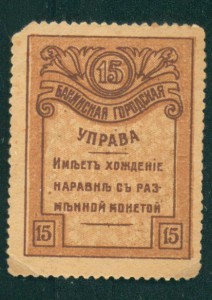 15
БАКИНСКАЯ ГОРОДСКАЯ
УПРАВА
ИМѢЕТЪ ХОЖДЕНІЕ
НАРАВНѢ СЪ РАЗ-
МѢННОЙ МОНЕТОЙ
15 15